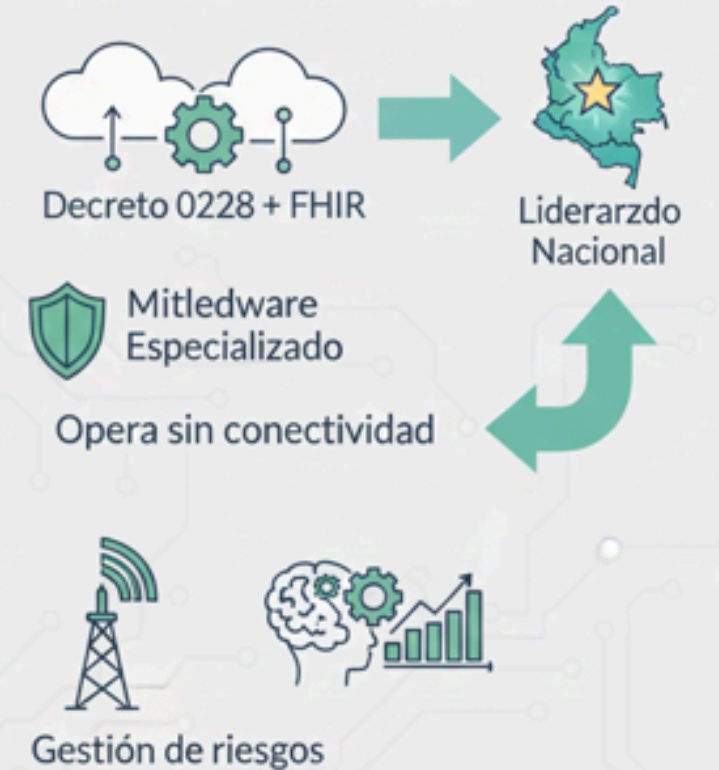 Decreto 0228 + FHIR
Liderarzdo
Nacional
Mitledware
Especializado
Opera sin conectividad
Gestión de riesgos